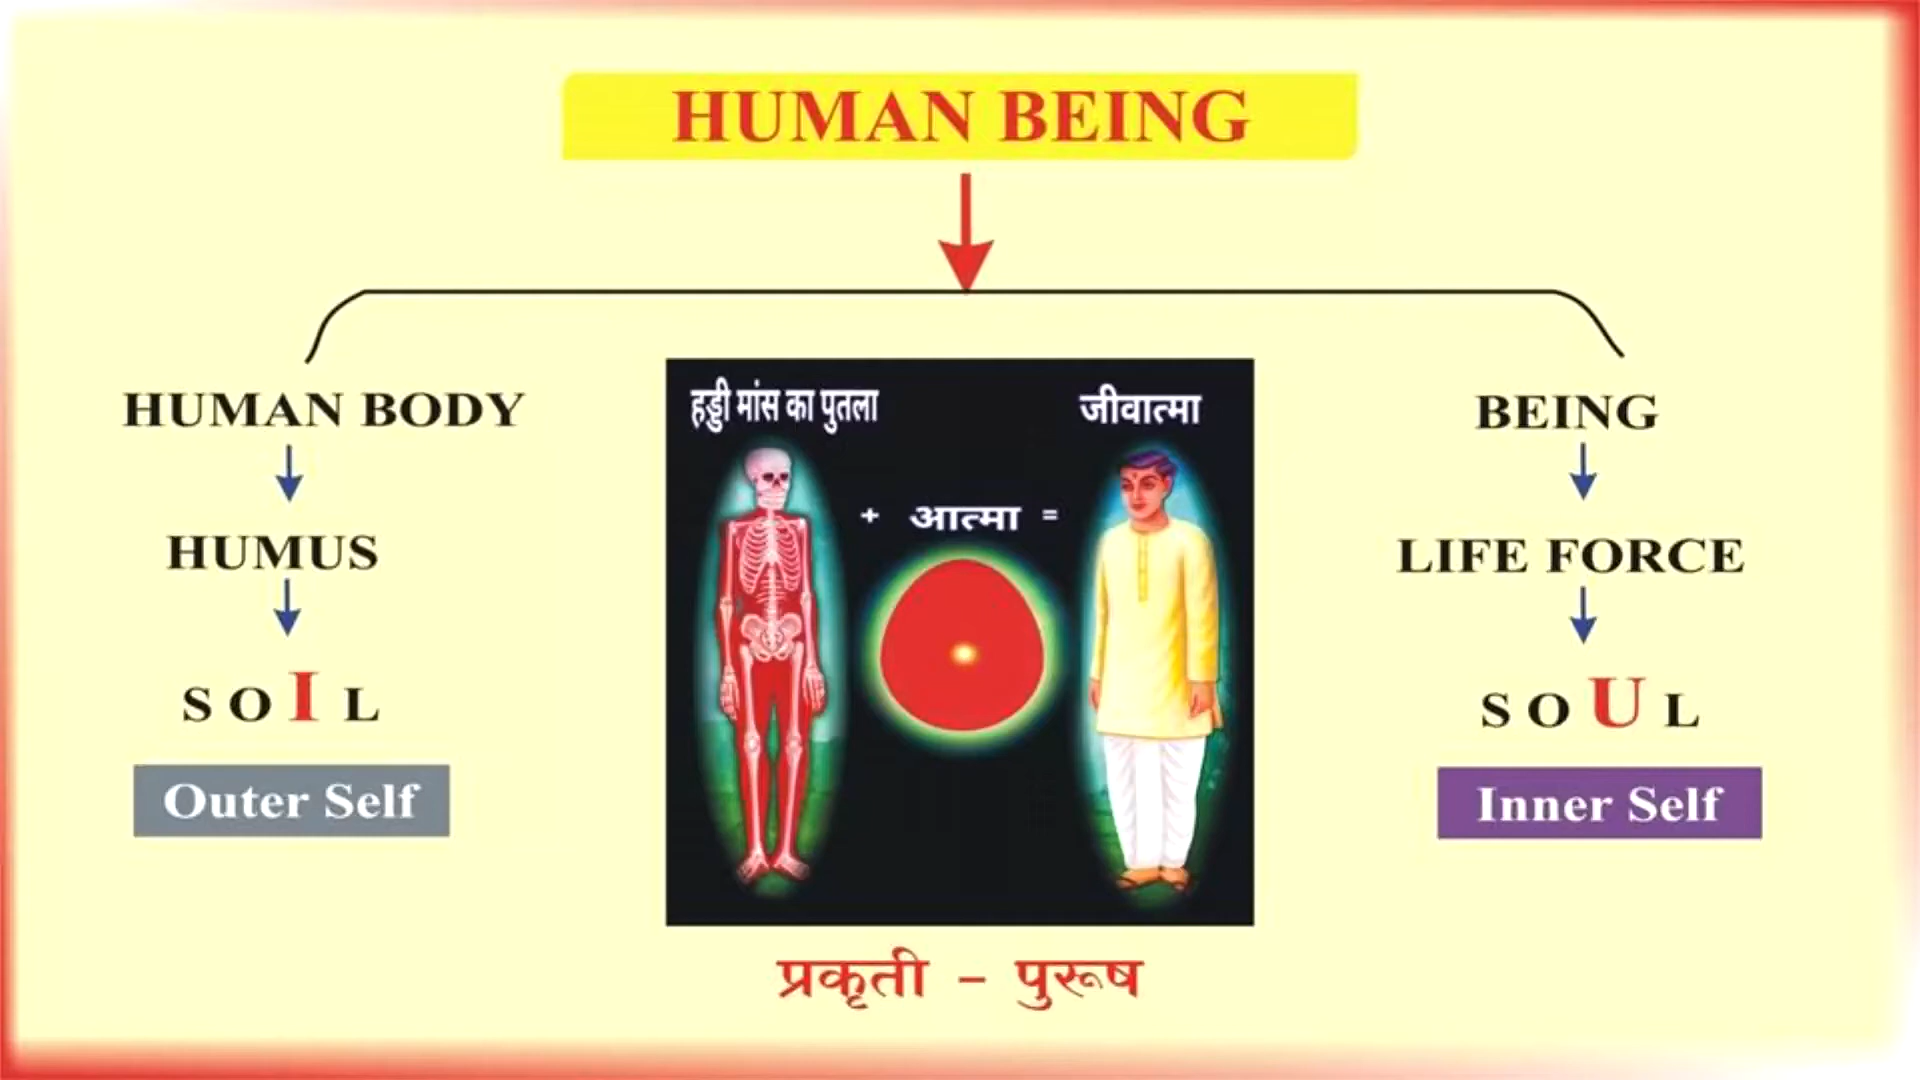 HUMAN BEING
HUMAN BODY
HUMUS
SOIL
Outer Self
हड्डी मांस का पुतला
+ आत्मा =
जीवात्मा
प्रकृती - पुरूष
BEING
LIFE FORCE
SOUL
Inner Self